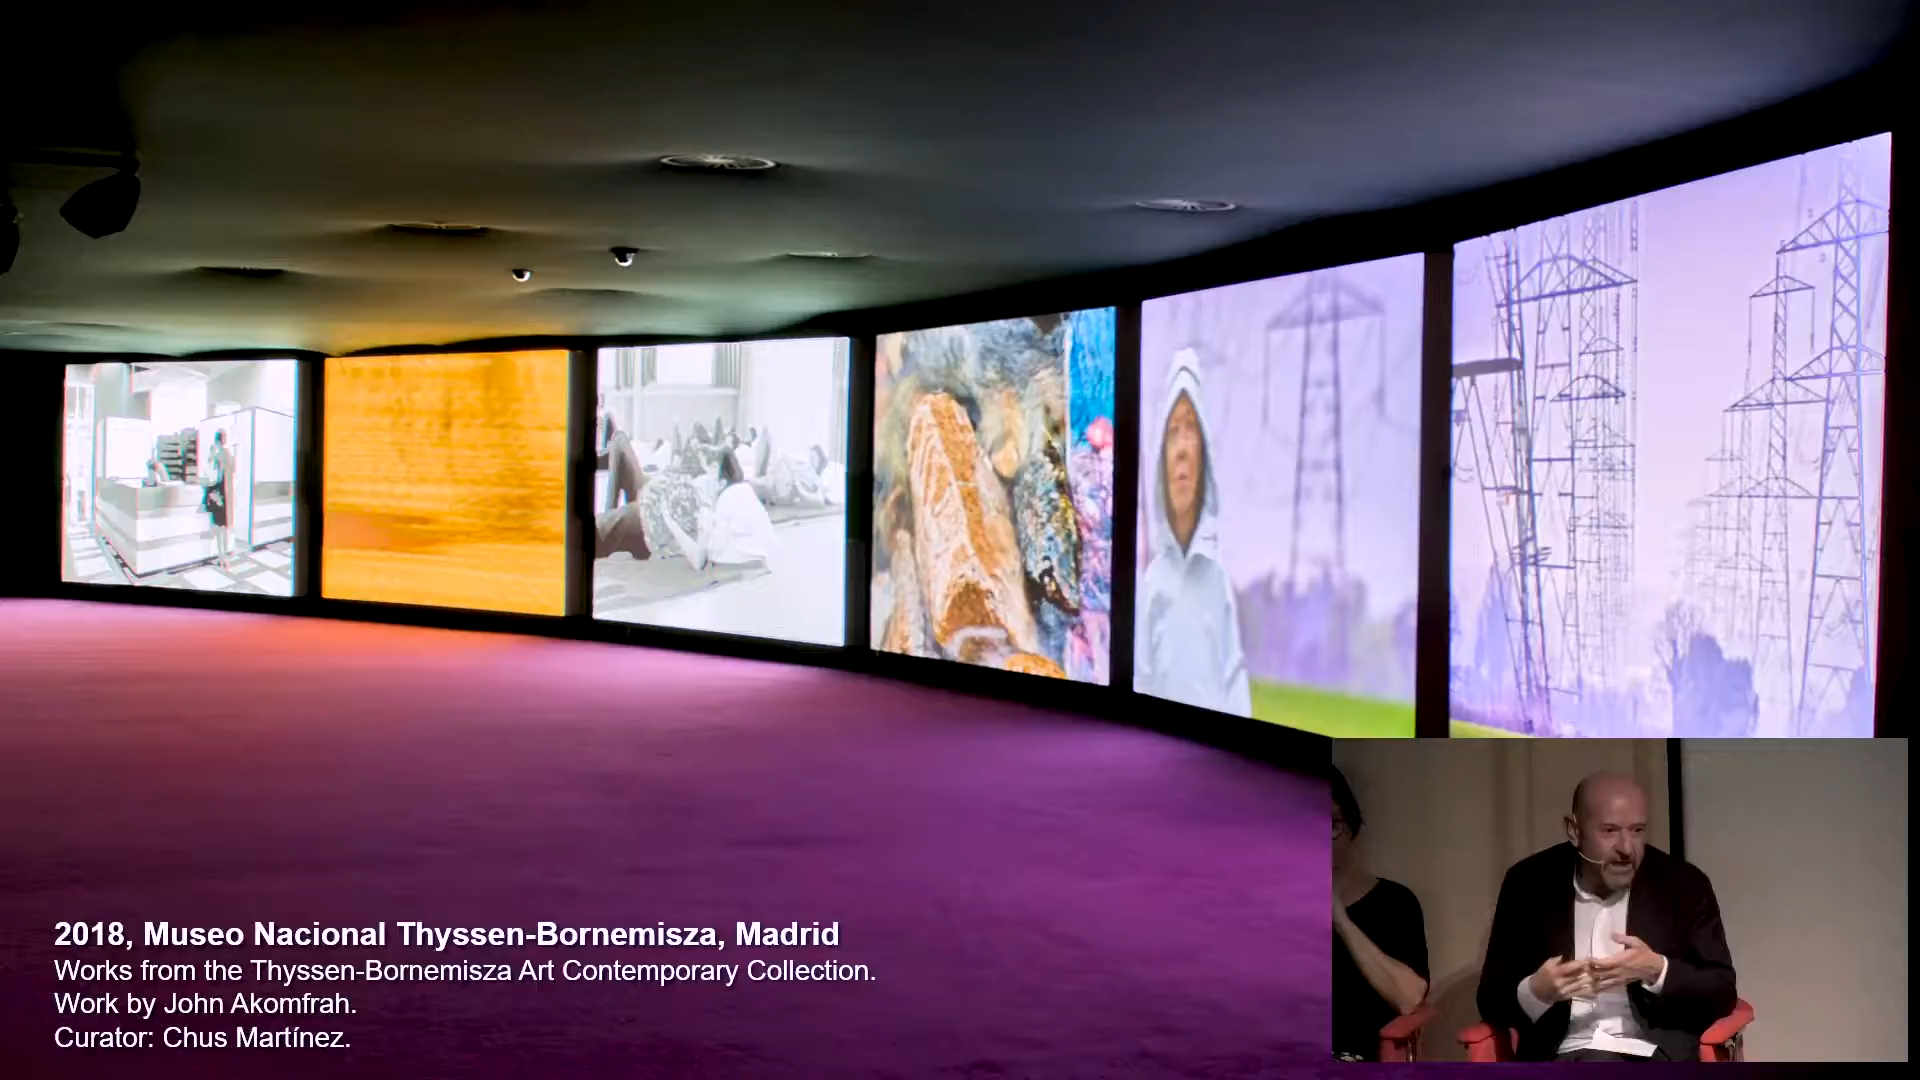 2018, Museo Nacional Thyssen-Bornemisza, Madrid
Works from the Thyssen-Bornemisza Art Contemporary Collection.
Work by John Akomfrah.
Curator: Chus Martínez.